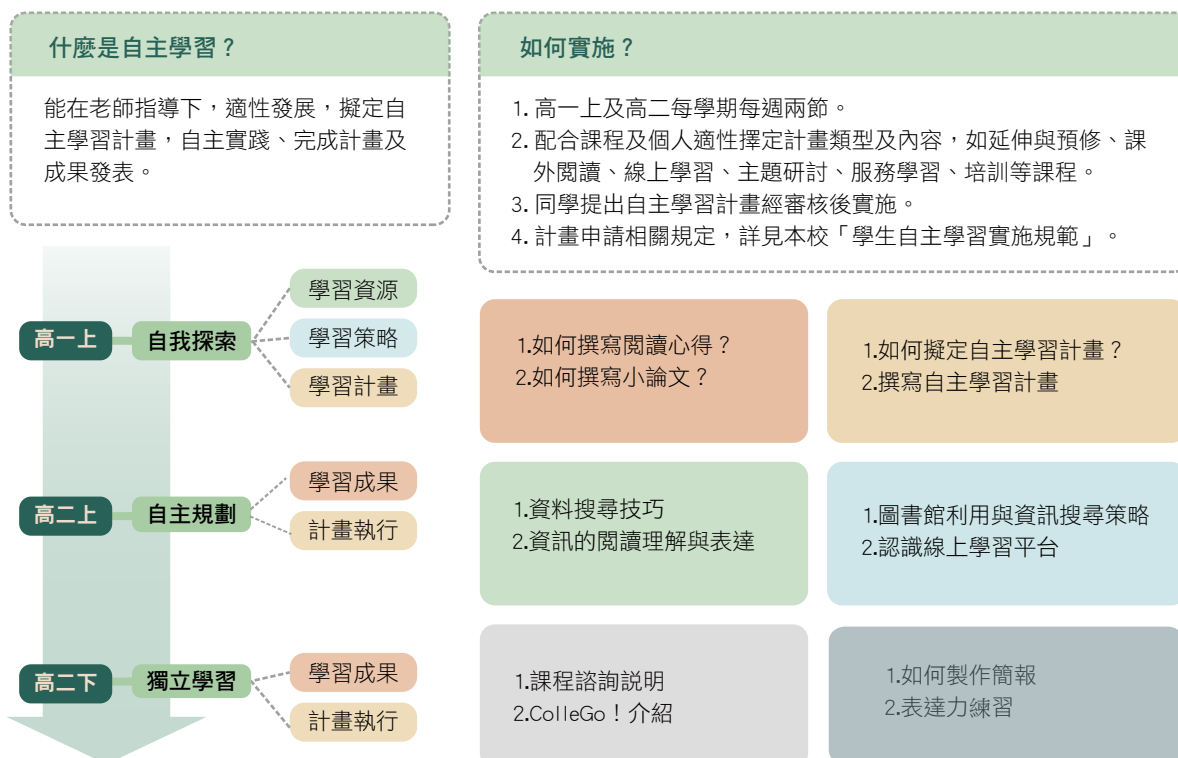 什麼是自主學習？
能在老師指導下，適性發展，擬定自
主學習計畫，自主實踐、完成計畫及
成果發表。
如何實施？
1. 高一上及高二每學期每週兩節。
2. 配合課程及個人適性擇定計畫類型及內容，如延伸與預修、課
外閱讀、線上學習、主題研討、服務學習、培訓等課程。
3. 同學提出自主學習計畫經審核後實施。
4. 計畫申請相關規定，詳見本校「學生自主學習實施規範」。
高一上
自我探索
學習資源
學習策略
學習計畫
高二上
自主規劃
學習成果
計畫執行
高二下
獨立學習
學習成果
計畫執行
1.如何撰寫閱讀心得？
2.如何撰寫小論文？
1.如何擬定自主學習計畫？
2.撰寫自主學習計畫
1.資料搜尋技巧
2.資訊的閱讀理解與表達
1.圖書館利用與資訊搜尋策略
2.認識線上學習平台
1.課程諮詢說明
2.ColleGo！介紹
1.如何製作簡報
2.表達力練習